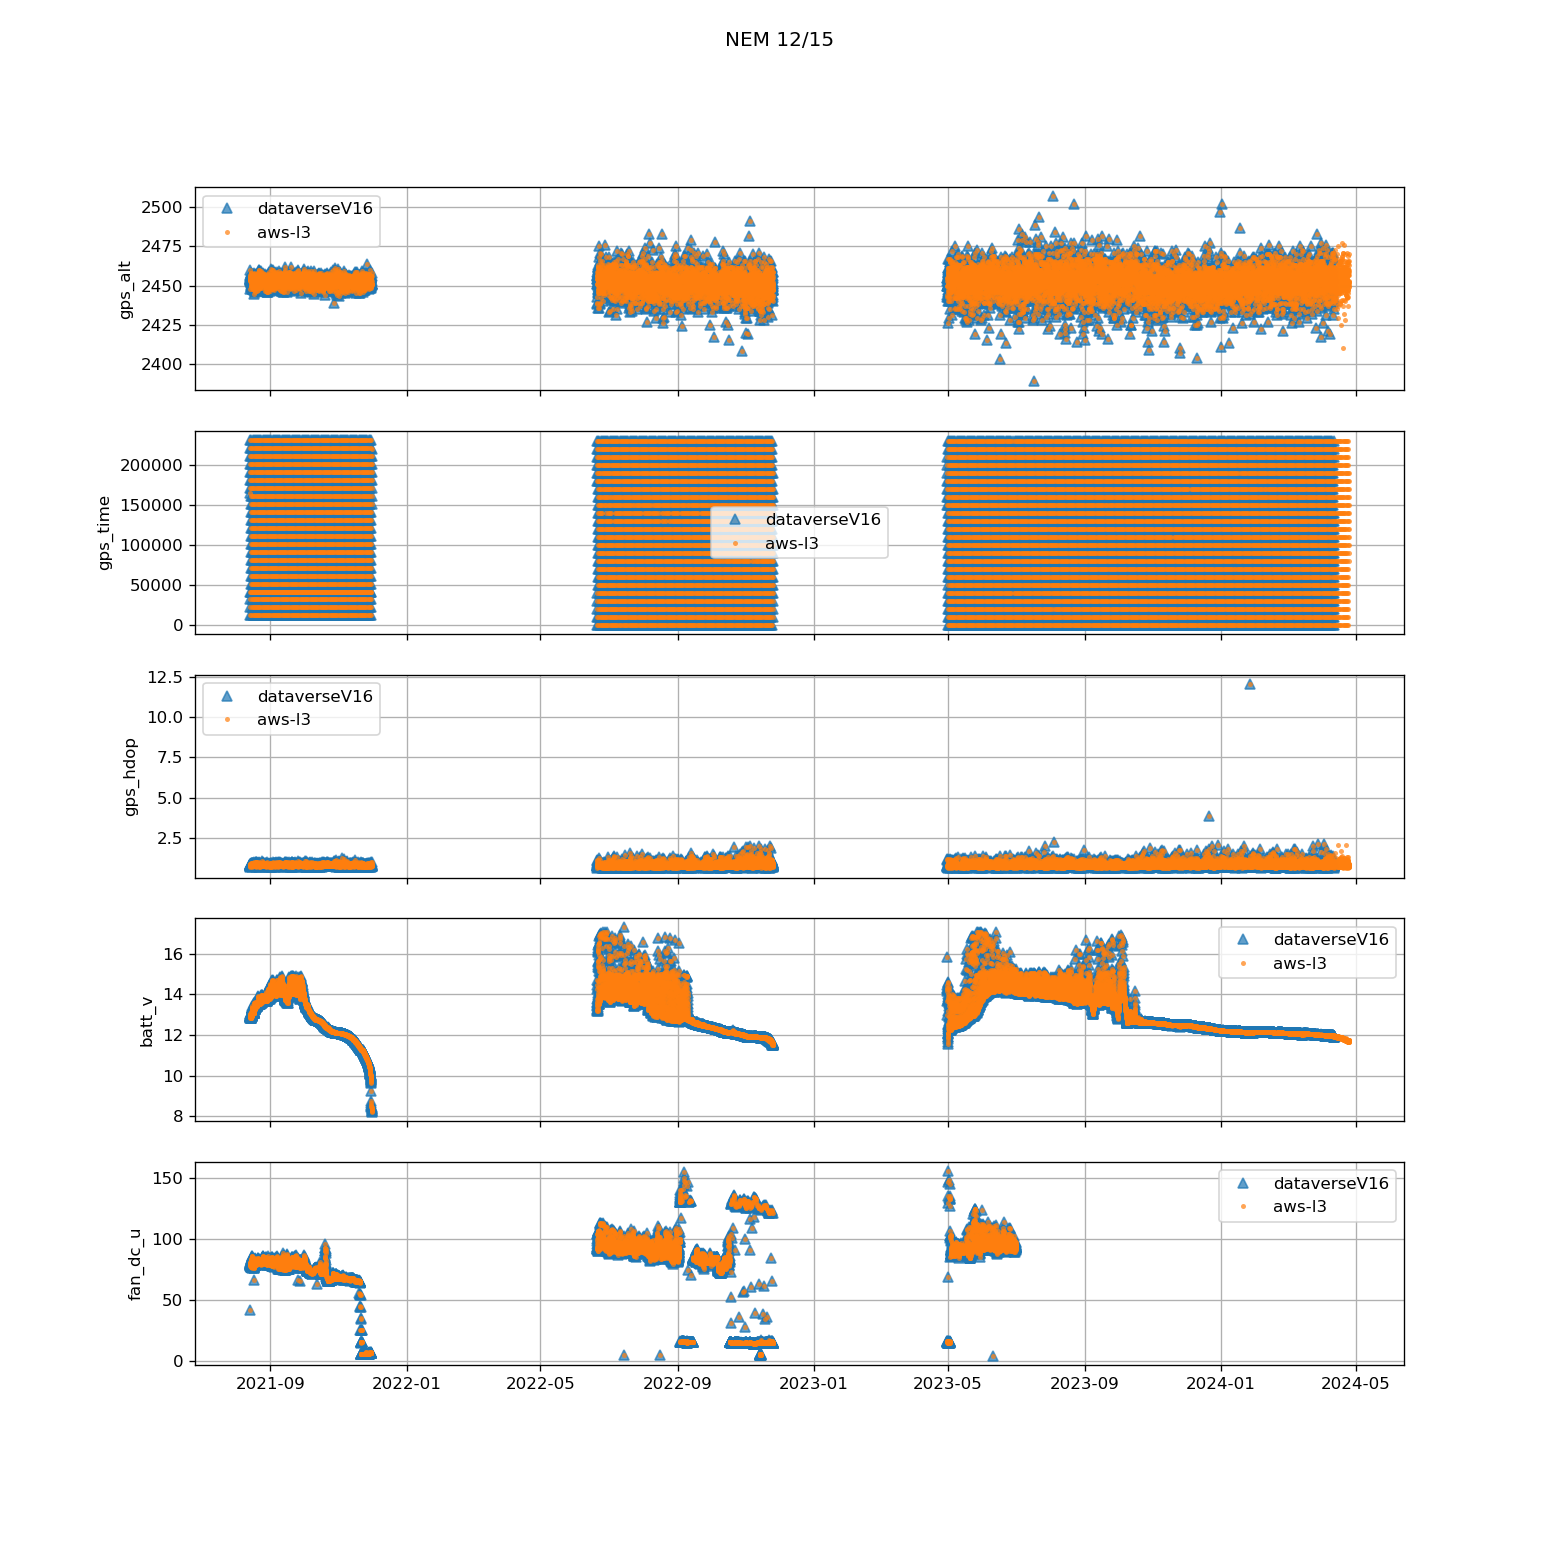 NEM 12/15
gps_alt
2500
2475
2450
2425
2400
dataverseV16
aws-l3
gps_time
200000
150000
100000
50000
0
dataverseV16
aws-l3
gps_hdop
12.5
10.0
7.5
5.0
2.5
dataverseV16
aws-l3
batt_v
16
14
12
10
8
dataverseV16
aws-l3
fan_dc_u
150
100
50
0
dataverseV16
aws-l3
2021-09 2022-01 2022-05 2022-09 2023-01 2023-05 2023-09 2024-01 2024-05